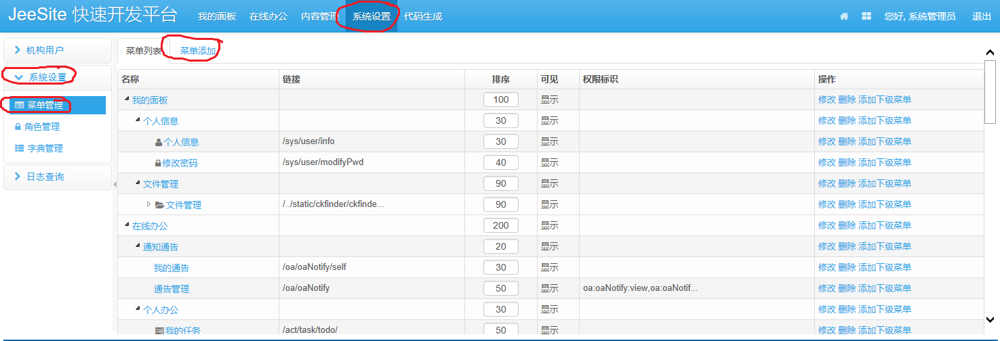 JeeSite 快速开发平台 我的面板 在线办公 内容管理 系统设置 代码生成 您好, 系统管理员 退出
机构用户
系统设置
菜单管理
角色管理
字典管理
日志查询
菜单列表 菜单添加
名称 链接 排序 可见 权限标识 操作
我的面板 100 显示 修改 删除 添加下级菜单
个人信息 30 显示 修改 删除 添加下级菜单
个人信息 /sys/user/info 30 显示 修改 删除 添加下级菜单
修改密码 /sys/user/modifyPwd 40 显示 修改 删除 添加下级菜单
文件管理 90 显示 修改 删除 添加下级菜单
文件管理 /../static/ckfinder/ckfinde... 90 显示 修改 删除 添加下级菜单
在线办公 200 显示 修改 删除 添加下级菜单
通知通告 20 显示 修改 删除 添加下级菜单
我的通告 /oa/oaNotify/self 30 显示 修改 删除 添加下级菜单
通告管理 /oa/oaNotify 50 显示 oa:oaNotify:view,oa:oaNotif... 修改 删除 添加下级菜单
个人办公 30 显示 修改 删除 添加下级菜单
我的任务 /act/task/todo/ 50 显示 修改 删除 添加下级菜单